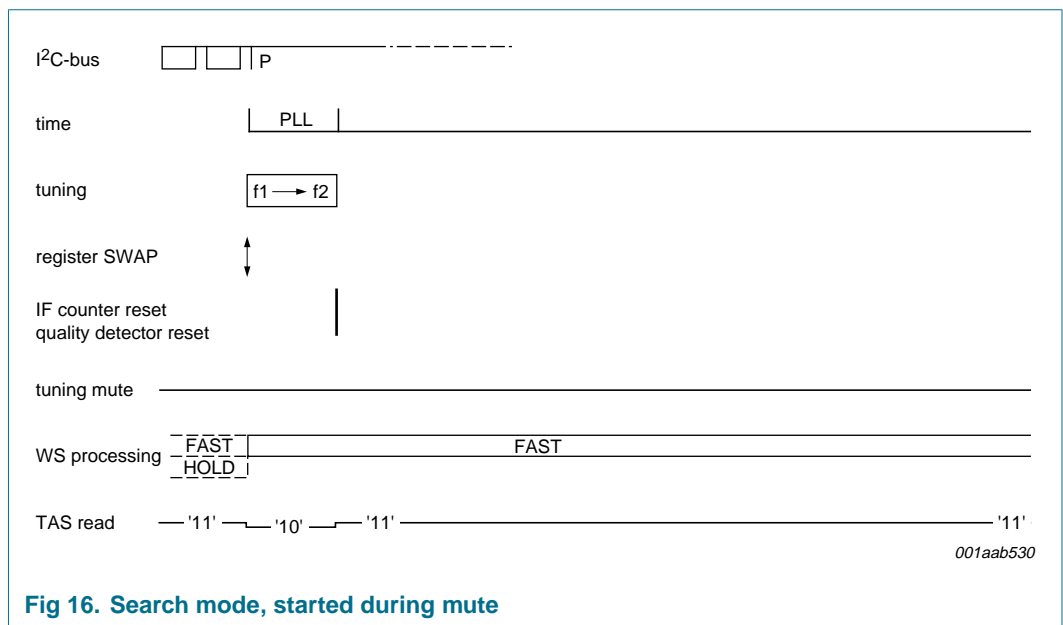 I²C-bus
P
time
PLL
tuning
f1 → f2
register SWAP
IF counter reset
quality detector reset
tuning mute
WS processing
FAST
HOLD
FAST
TAS read
'11'
'10'
'11'
'11'
001aab530
Fig 16. Search mode, started during mute